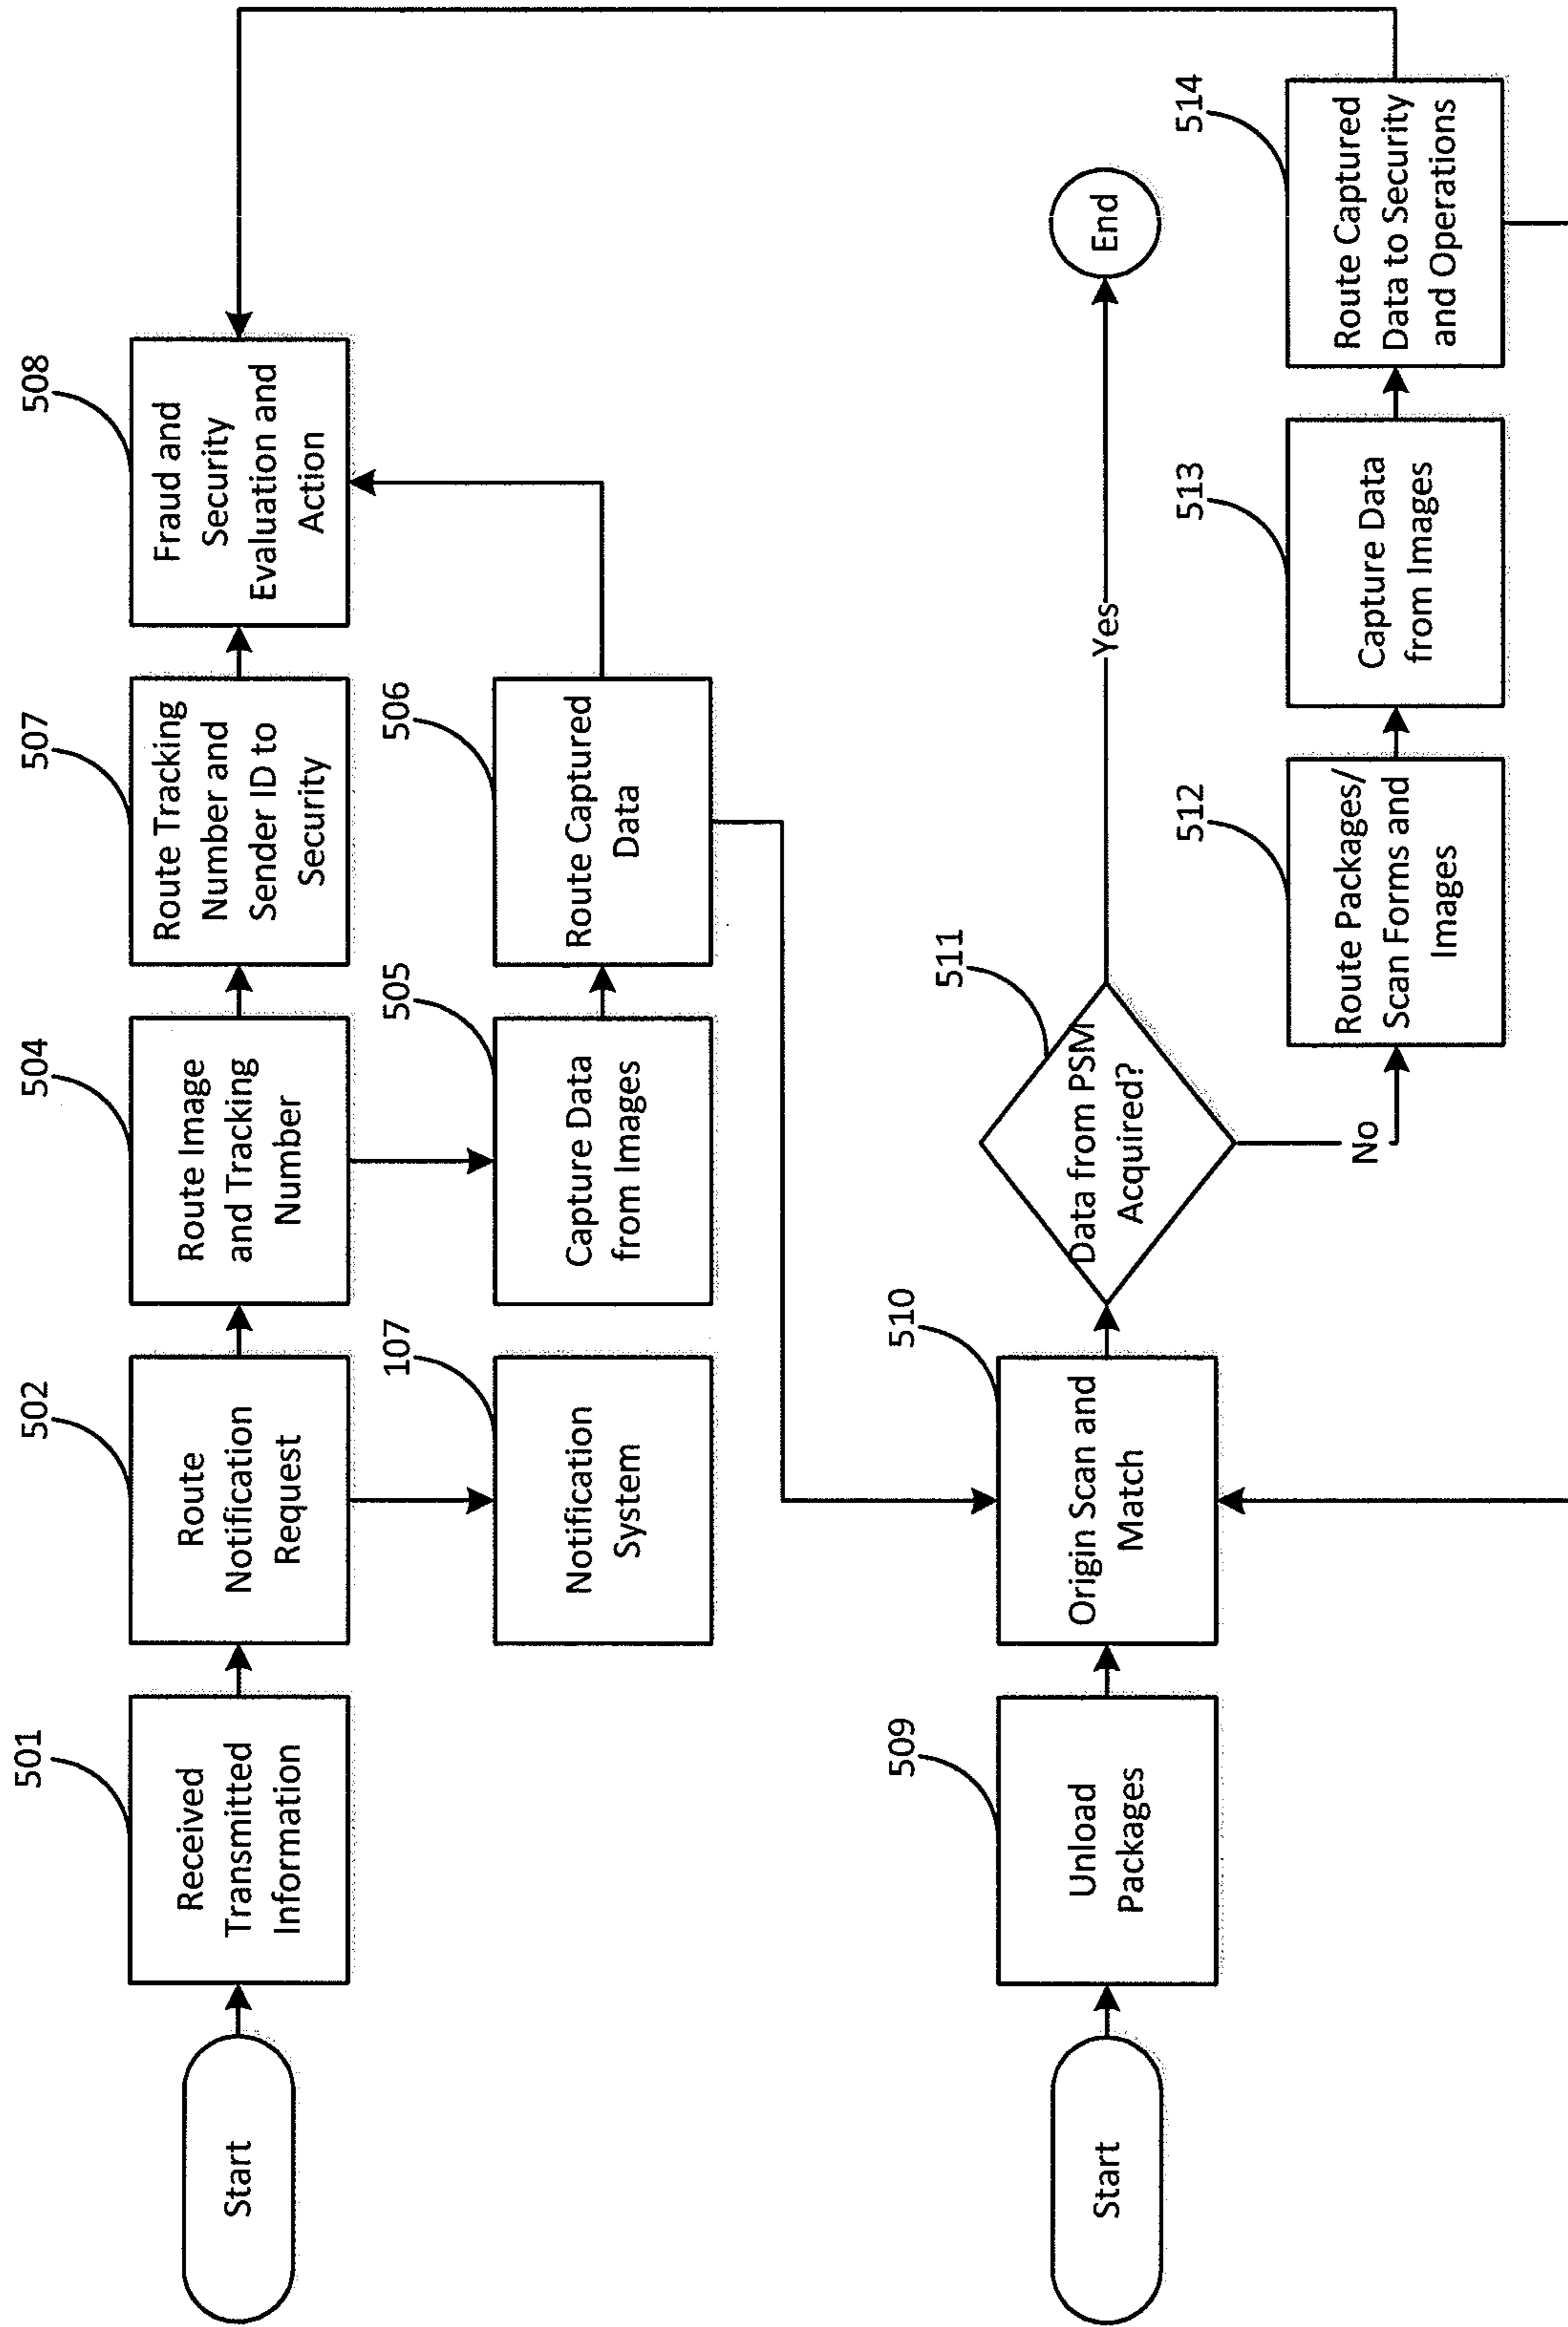 501
502
504
507
508
Start
Received
Transmitted
Information
Route
Notification
Request
Route Image
and Tracking
Number
Route Tracking
Number and
Sender ID to
Security
Fraud and
Security
Evaluation and
Action
107
505
506
Notification
System
Capture Data
from Images
Route Captured
Data
509
510
511
Start
Unload
Packages
Origin Scan and
Match
Data from PSM
Acquired?
Yes
End
No
512
513
514
Route Packages/
Scan Forms and
Images
Capture Data
from Images
Route Captured
Data to Security
and Operations